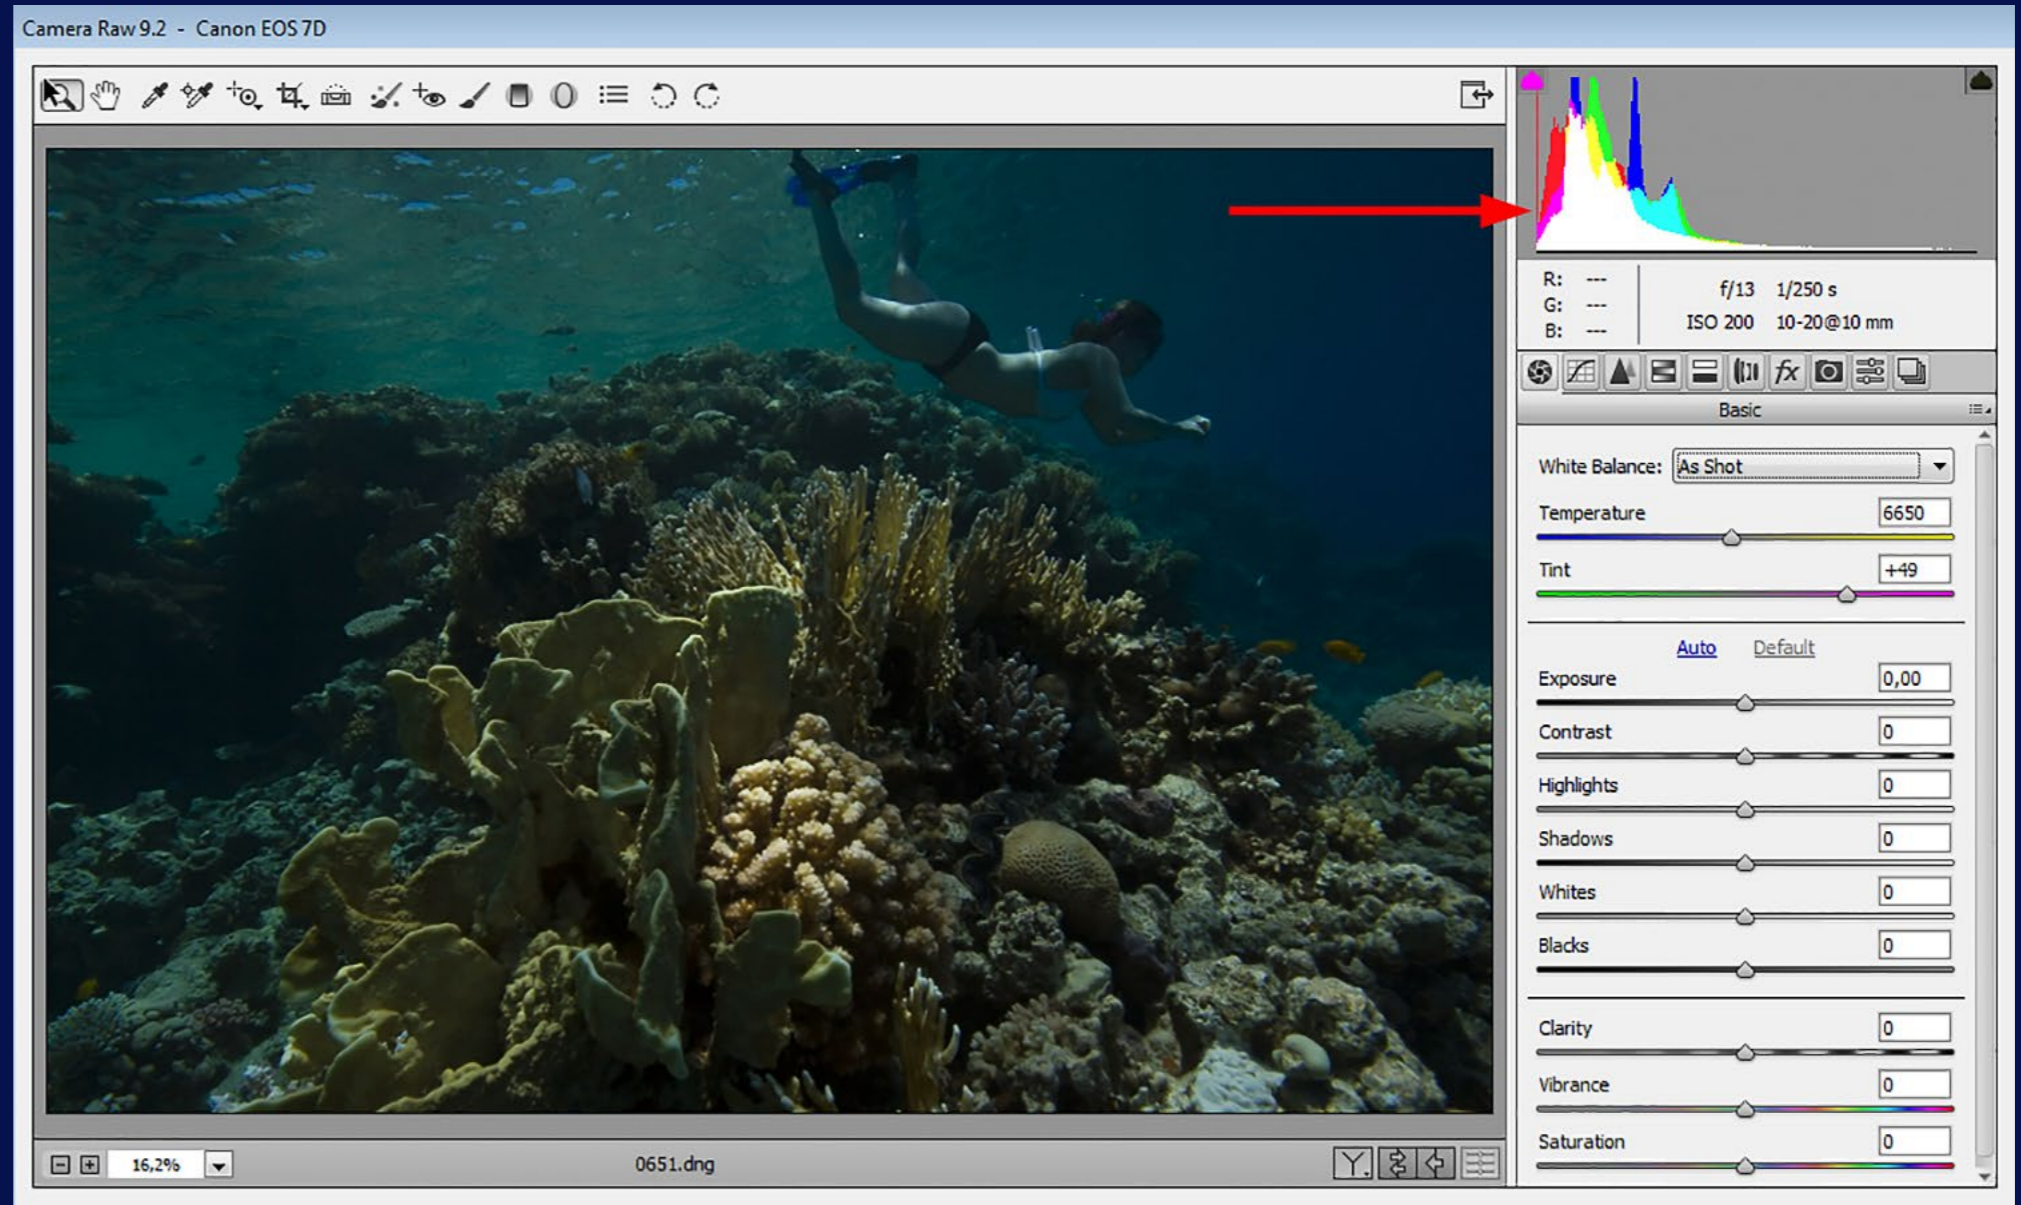 Camera Raw 9.2 - Canon EOS 7D
R: ---
G: ---
B: ---
f/13 1/250 s
ISO 200 10-20@10 mm
fx
Basic
White Balance: As Shot
Temperature 6650
Tint +49
Auto Default
Exposure 0,00
Contrast 0
Highlights 0
Shadows 0
Whites 0
Blacks 0
Clarity 0
Vibrance 0
Saturation 0
16,2%
0651.dng
Y